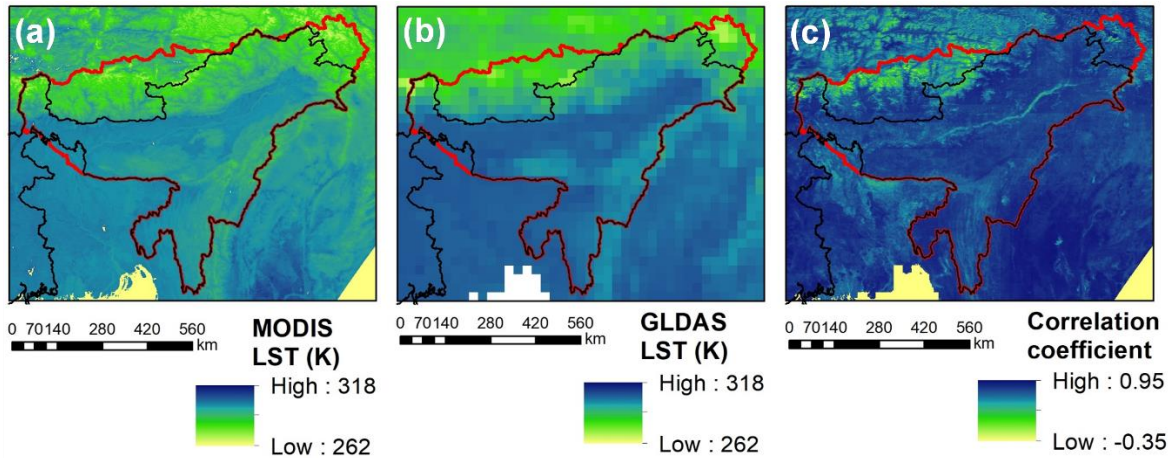 (a)
(b)
(c)
0 70140 280 420 560
km
MODIS
LST (K)
High : 318
Low : 262
0 70140 280 420 560
km
GLDAS
LST (K)
High : 318
Low : 262
0 70140 280 420 560
km
Correlation
coefficient
High : 0.95
Low : -0.35